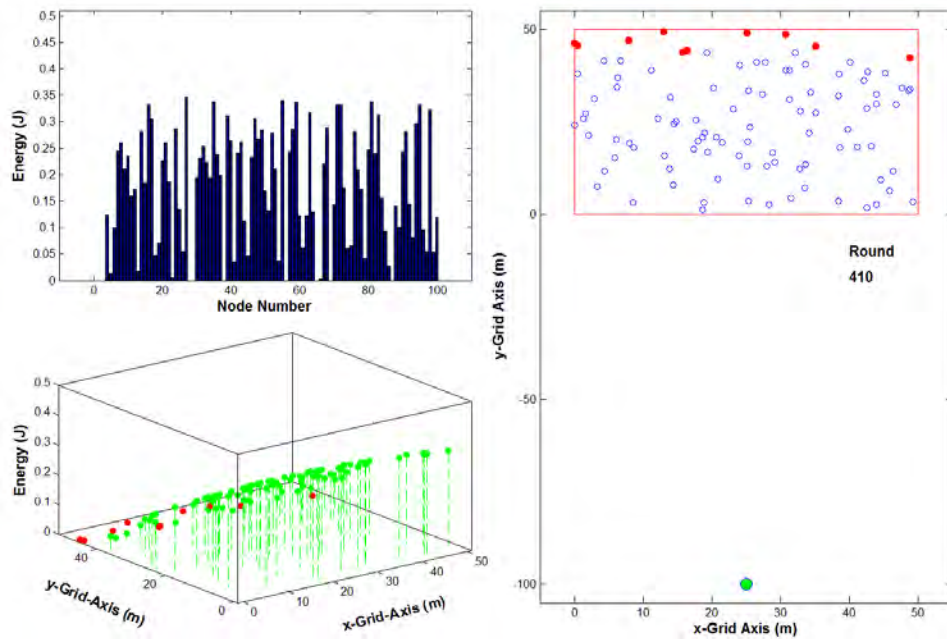 0.5
0.45
0.4
0.35
0.3
0.25
0.2
0.15
0.1
0.05
0
Energy (J)
0 20 40 60 80 100
Node Number
0.5
0.4
0.3
0.2
0.1
0
Energy (J)
40
20
0
y-Grid-Axis (m)
0 10 20 30 40 50
x-Grid-Axis (m)
50
0
-50
-100
y-Grid Axis (m)
Round
410
0 10 20 30 40 50
x-Grid Axis (m)